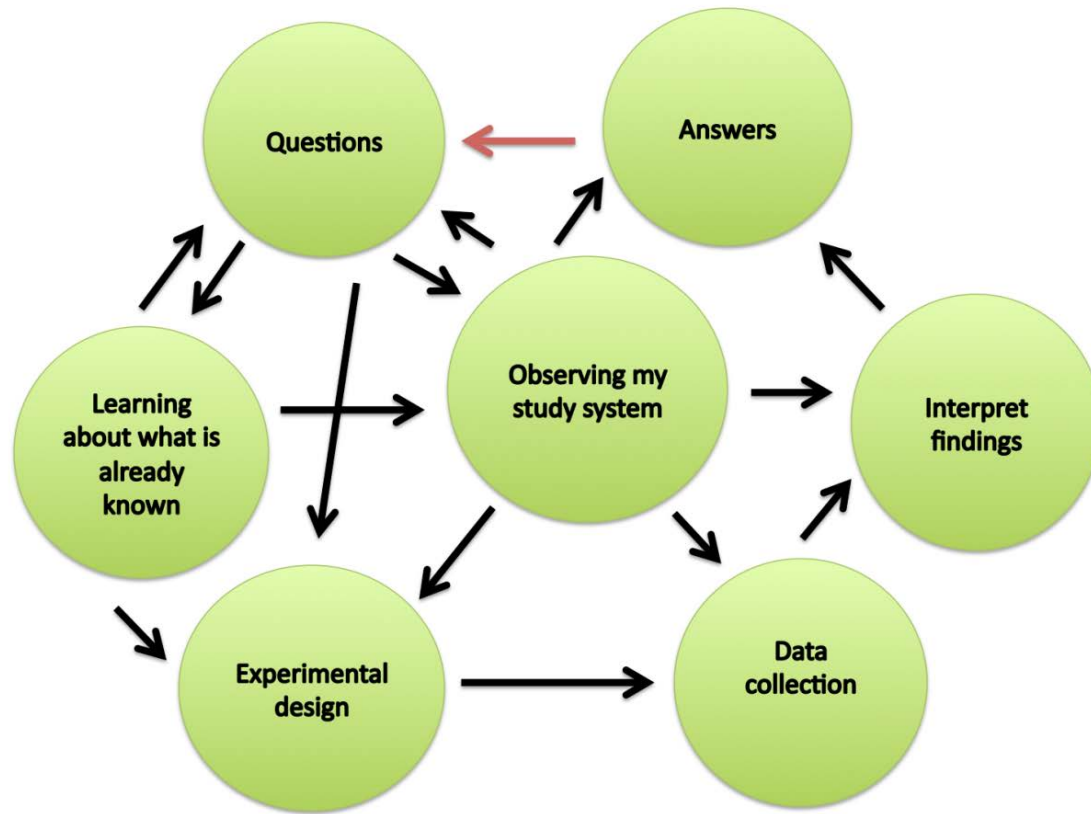 Questions
Answers
Learning
about what is
already
known
Observing my
study system
Interpret
findings
Experimental
design
Data
collection